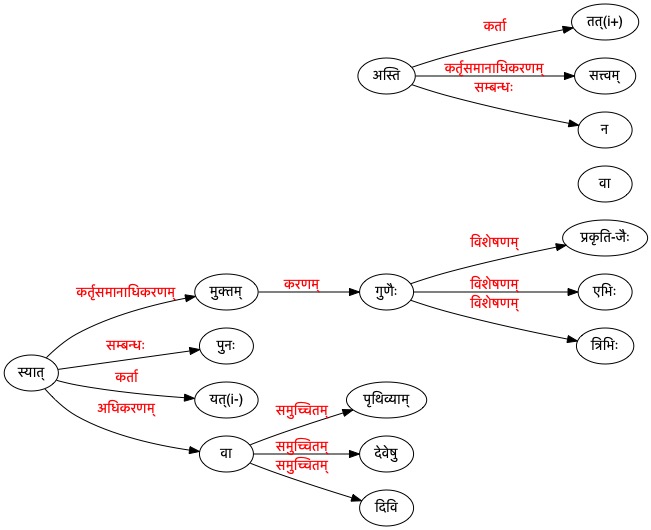 कर्ता
तत्(i+)
अस्ति
कर्तृसमानाधिकरणम्
सत्त्वम्
सम्बन्धः
न
वा
विशेषणम्
प्रकृति-जैः
कर्तृसमानाधिकरणम्
मुक्तम्
करणम्
गुणैः
विशेषणम्
एभिः
विशेषणम्
त्रिभिः
सम्बन्धः
पुनः
स्यात्
कर्ता
यत्(i-)
अधिकरणम्
समुच्चितम्
पृथिव्याम्
वा
समुच्चितम्
देवेषु
समुच्चितम्
दिवि